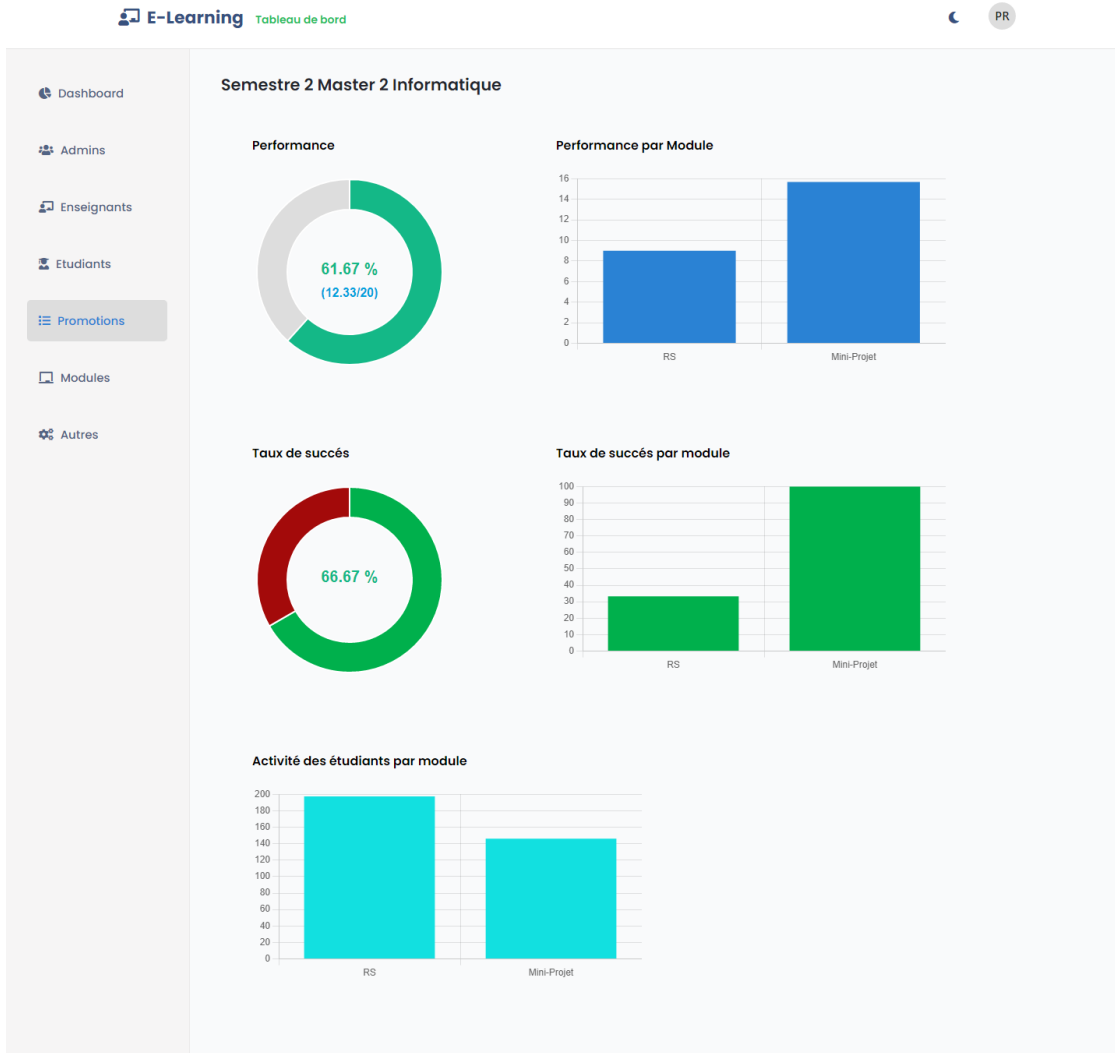 E-Learning Tableau de bord PR
Dashboard
Admins
Enseignants
Etudiants
Promotions
Modules
Autres
Semestre 2 Master 2 Informatique
Performance
61.67 %
(12.33/20)
Performance par Module
16
14
12
10
8
6
4
2
0
RS Mini-Projet
Taux de succés
66.67 %
Taux de succés par module
100
90
80
70
60
50
40
30
20
10
0
RS Mini-Projet
Activité des étudiants par module
200
180
160
140
120
100
80
60
40
20
0
RS Mini-Projet